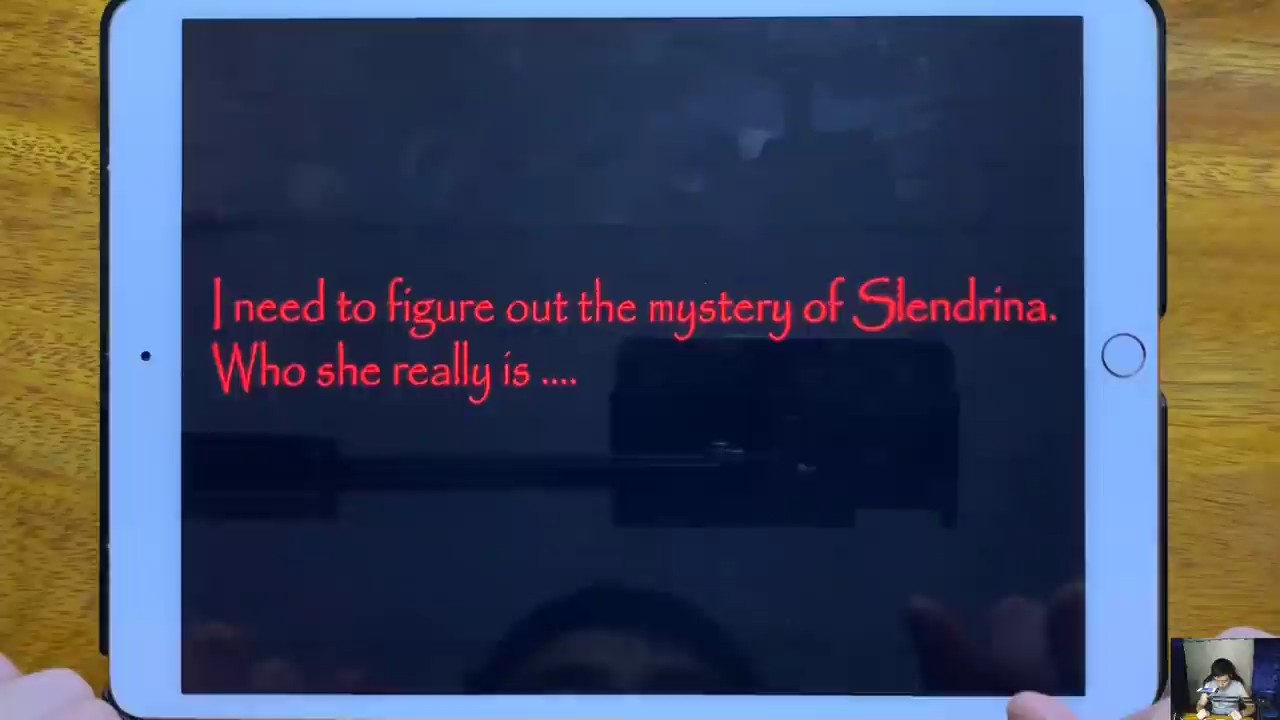 I need to figure out the mystery of Slendrina.
Who she really is ....